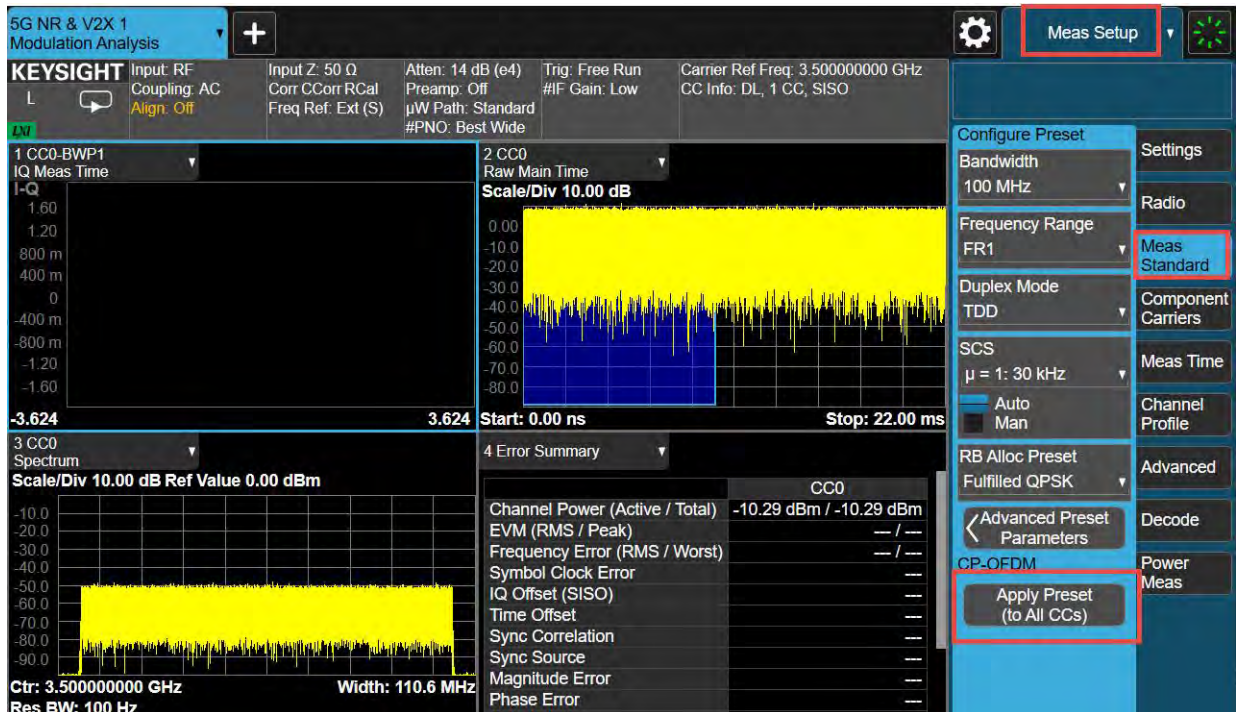 5G NR & V2X 1
Modulation Analysis
+
Meas Setup
KEYSIGHT
L
LXI
Input: RF
Coupling: AC
Align: Off
Input Z: 50 Ω
Corr CCorr RCal
Freq Ref: Ext (S)
Atten: 14 dB (e4)
Preamp: Off
µW Path: Standard
#PNO: Best Wide
Trig: Free Run
#IF Gain: Low
Carrier Ref Freq: 3.500000000 GHz
CC Info: DL, 1 CC, SISO
1 CC0-BWP1
IQ Meas Time
I-Q
1.60
1.20
800 m
400 m
0
-400 m
-800 m
-1.20
-1.60
-3.624 3.624
2 CC0
Raw Main Time
Scale/Div 10.00 dB
0.00
-10.0
-20.0
-30.0
-40.0
-50.0
-60.0
-70.0
-80.0
Start: 0.00 ns Stop: 22.00 ms
3 CC0
Spectrum
Scale/Div 10.00 dB Ref Value 0.00 dBm
-10.0
-20.0
-30.0
-40.0
-50.0
-60.0
-70.0
-80.0
-90.0
Ctr: 3.500000000 GHz Width: 110.6 MHz
Res BW: 100 Hz
4 Error Summary
CC0
Channel Power (Active / Total) -10.29 dBm / -10.29 dBm
EVM (RMS / Peak) --- / ---
Frequency Error (RMS / Worst) --- / ---
Symbol Clock Error ---
IQ Offset (SISO) ---
Time Offset ---
Sync Correlation ---
Sync Source ---
Magnitude Error ---
Phase Error ---
Configure Preset
Bandwidth
100 MHz
Frequency Range
FR1
Duplex Mode
TDD
SCS
µ = 1: 30 kHz
Auto
Man
RB Alloc Preset
Fulfilled QPSK
Advanced Preset
Parameters
CP-OFDM
Apply Preset
(to All CCs)
Settings
Radio
Meas
Standard
Component
Carriers
Meas Time
Channel
Profile
Advanced
Decode
Power
Meas